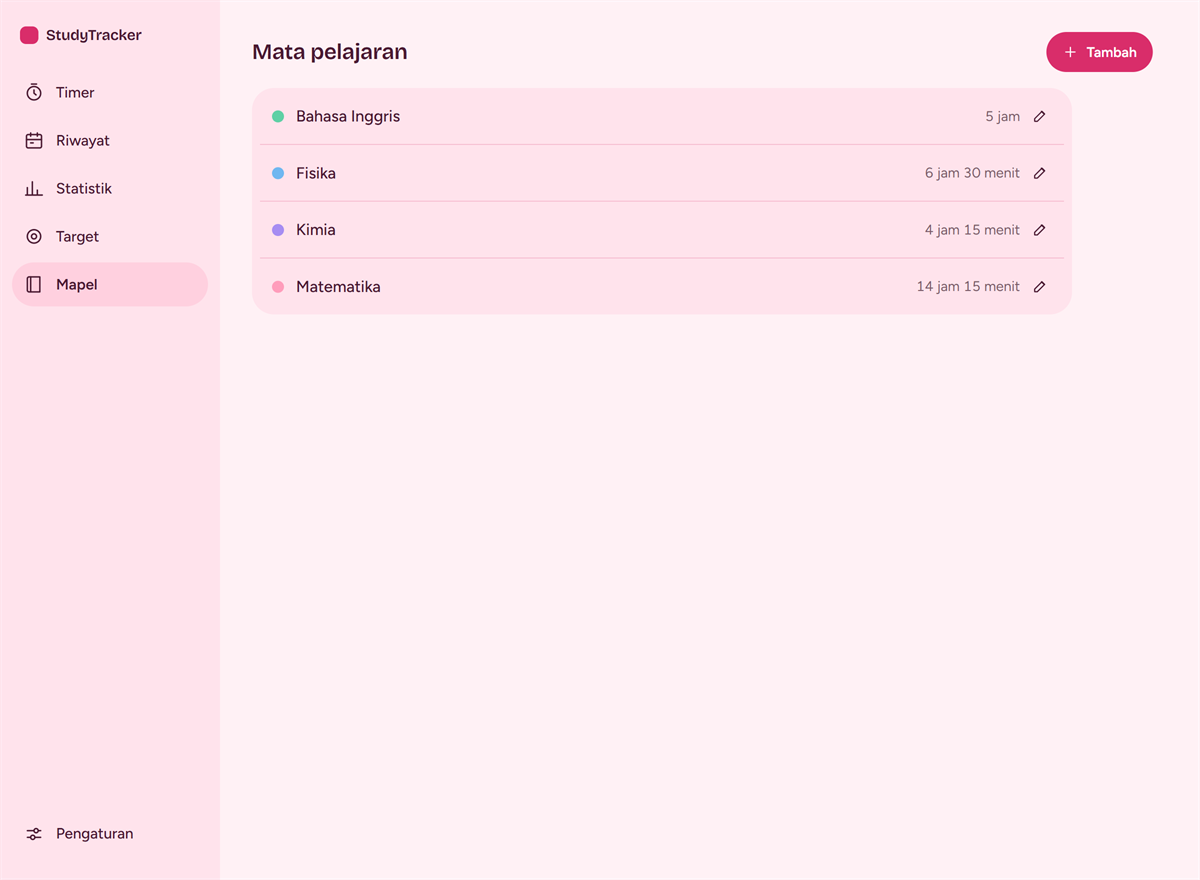 StudyTracker
Timer
Riwayat
Statistik
Target
Mapel
Pengaturan
Mata pelajaran
+ Tambah
Bahasa Inggris 5 jam
Fisika 6 jam 30 menit
Kimia 4 jam 15 menit
Matematika 14 jam 15 menit